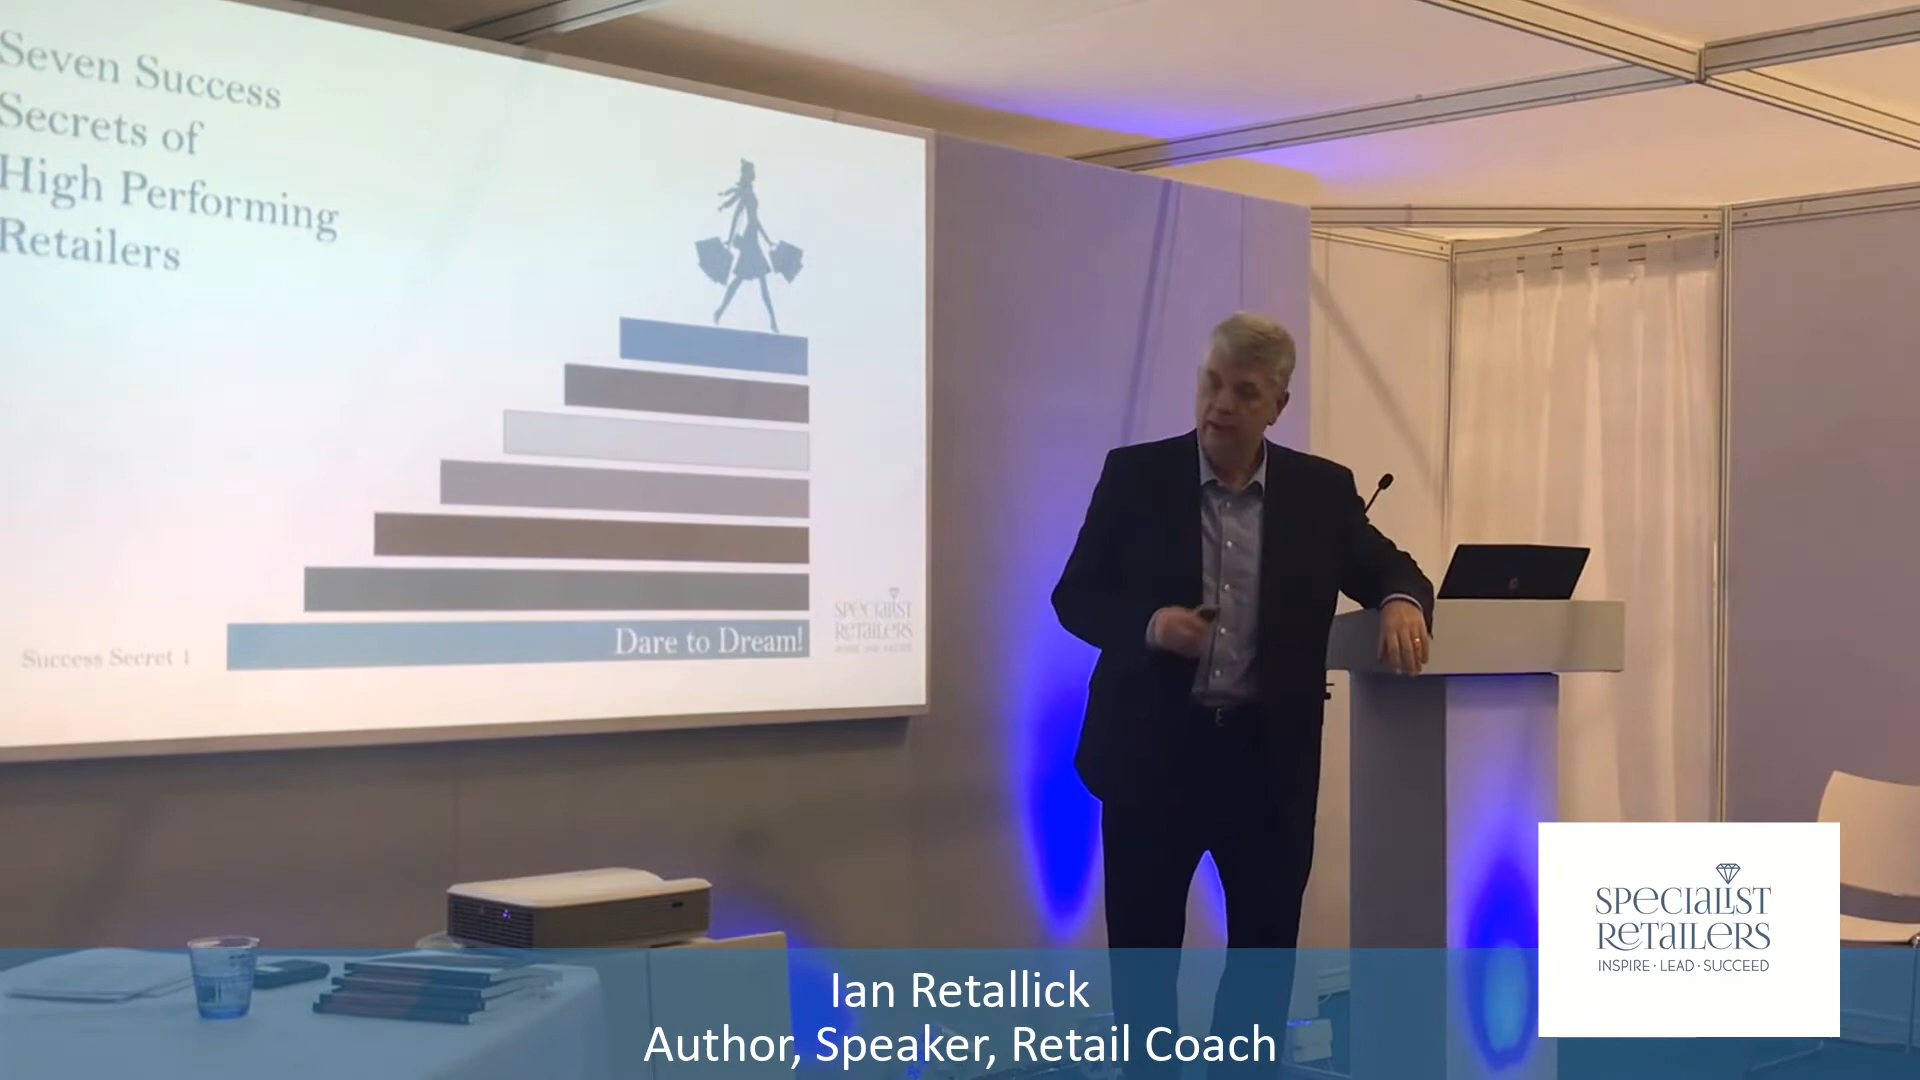 Seven Success
Secrets of
High Performing
Retailers
Success Secret 1
Dare to Dream!
SPECIALIST
RETAILERS
SPECIALIST
RETAILERS
INSPIRE · LEAD · SUCCEED
Ian Retallick
Author, Speaker, Retail Coach